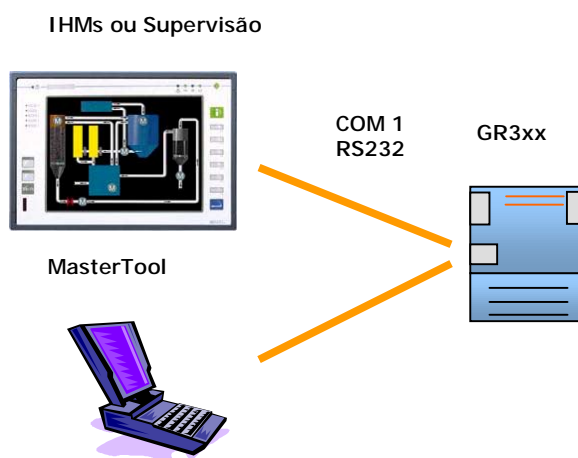 IHMs ou Supervisão
COM 1
RS232
GR3xx
MasterTool